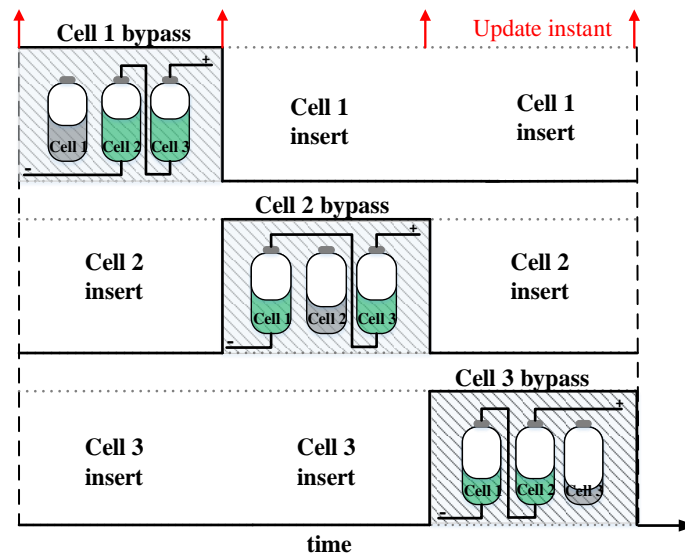 Cell 1 bypass
Update instant
+
Cell 1
insert
Cell 1
insert
Cell 1 Cell 2 Cell 3
-
Cell 2 bypass
+
Cell 2
insert
Cell 2
insert
Cell 1 Cell 2 Cell 3
-
Cell 3 bypass
+
Cell 3
insert
Cell 3
insert
Cell 1 Cell 2 Cell 3
-
time